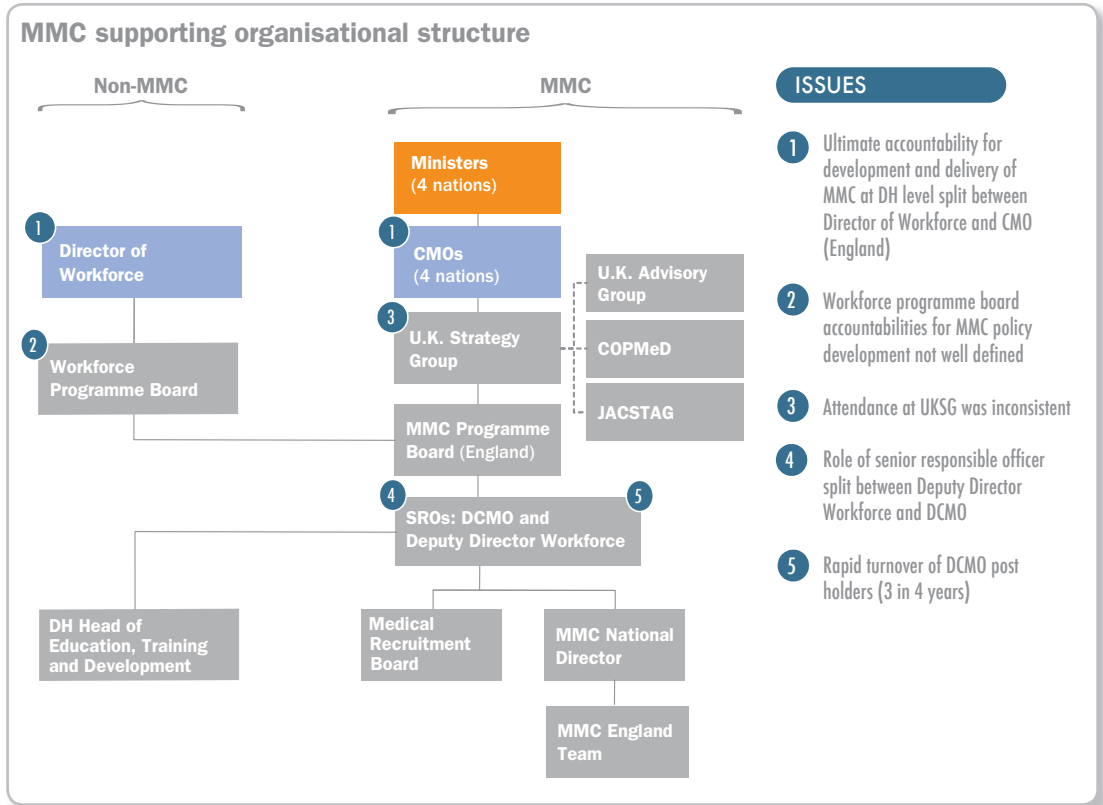 MMC supporting organisational structure
Non-MMC
MMC
Ministers
(4 nations)
1
Director of
Workforce
1
CMOs
(4 nations)
U.K. Advisory
Group
3
U.K. Strategy
Group
COPMeD
2
Workforce
Programme Board
JACSTAG
MMC Programme
Board (England)
4
5
SROs: DCMO and
Deputy Director Workforce
DH Head of
Education, Training
and Development
Medical
Recruitment
Board
MMC National
Director
MMC England
Team
ISSUES
1
Ultimate accountability for
development and delivery of
MMC at DH level split between
Director of Workforce and CMO
(England)
2
Workforce programme board
accountabilities for MMC policy
development not well defined
3
Attendance at UKSG was inconsistent
4
Role of senior responsible officer
split between Deputy Director
Workforce and DCMO
5
Rapid turnover of DCMO post
holders (3 in 4 years)